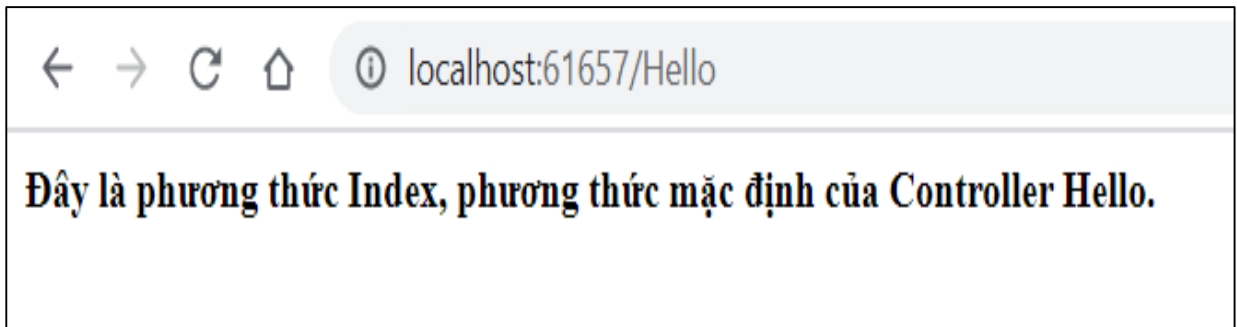 localhost:61657/Hello
Đây là phương thức Index, phương thức mặc định của Controller Hello.